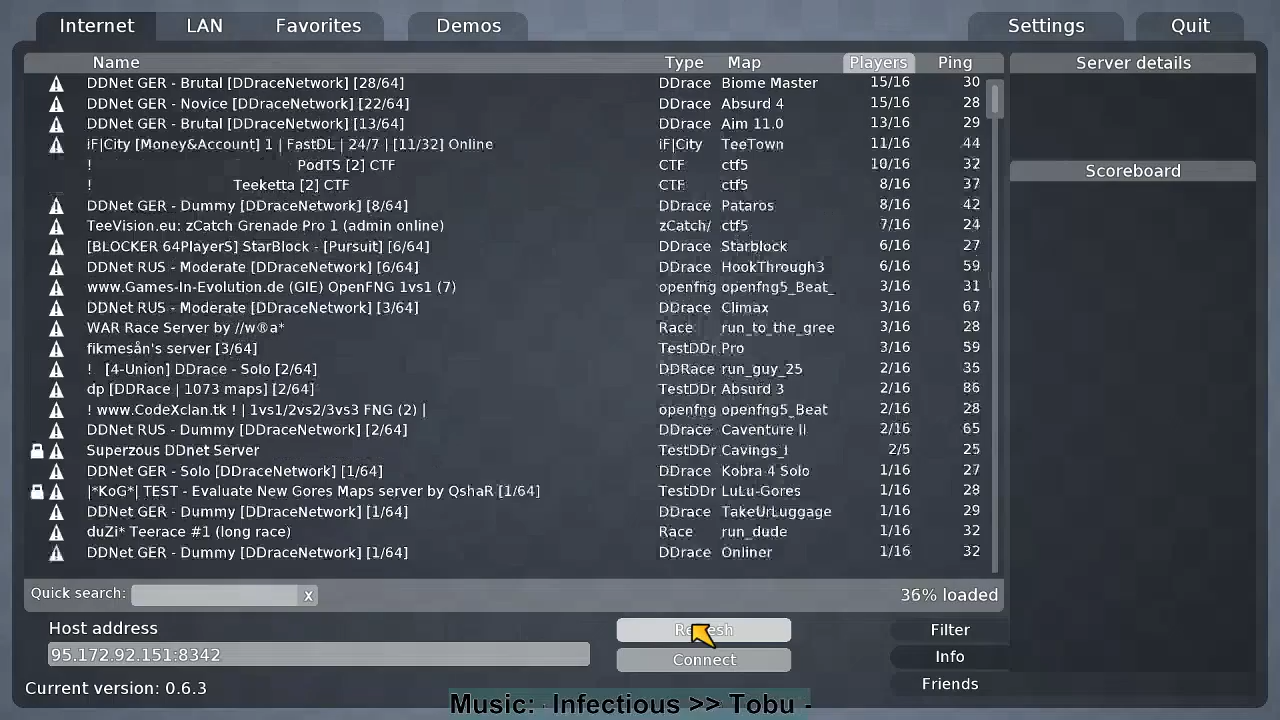 Internet LAN Favorites Demos Settings Quit
Name Type Map Players Ping Server details
DDNet GER - Brutal [DDraceNetwork] [28/64] DDrace Biome Master 15/16 30
DDNet GER - Novice [DDraceNetwork] [22/64] DDrace Absurd 4 15/16 28
DDNet GER - Brutal [DDraceNetwork] [13/64] DDrace Aim 11.0 13/16 29
iF|City [Money&Account] 1 | FastDL | 24/7 | [11/32] Online iF|City TeeTown 11/16 44
! PodTS [2] CTF CTF ctf5 10/16 32
Scoreboard
! Teeketta [2] CTF CTF ctf5 8/16 37
DDNet GER - Dummy [DDraceNetwork] [8/64] DDrace Pataros 8/16 42
TeeVision.eu: zCatch Grenade Pro 1 (admin online) zCatch/ ctf5 7/16 24
[BLOCKER 64PlayerS] StarBlock - [Pursuit] [6/64] DDrace Starblock 6/16 27
DDNet RUS - Moderate [DDraceNetwork] [6/64] DDrace HookThrough3 6/16 59
www.Games-In-Evolution.de (GIE) OpenFNG 1vs1 (7) openfng openfng5_Beat_ 3/16 31
DDNet RUS - Moderate [DDraceNetwork] [3/64] DDrace Climax 3/16 67
WAR Race Server by //w®a* Race run_to_the_gree 3/16 28
fikmesån's server [3/64] TestDDr Pro 3/16 59
! [4-Union] DDrace - Solo [2/64] DDRace run_guy_25 2/16 35
dp [DDRace | 1073 maps] [2/64] TestDDr Absurd 3 2/16 86
! www.CodeXclan.tk ! | 1vs1/2vs2/3vs3 FNG (2) | openfng openfng5_Beat 2/16 28
DDNet RUS - Dummy [DDraceNetwork] [2/64] DDrace Caventure II 2/16 65
Superzous DDnet Server TestDDr Cavings_I 2/5 25
DDNet GER - Solo [DDraceNetwork] [1/64] DDrace Kobra 4 Solo 1/16 27
|*KoG*| TEST - Evaluate New Gores Maps server by QshaR [1/64] TestDDr LuLu-Gores 1/16 28
DDNet GER - Dummy [DDraceNetwork] [1/64] DDrace TakeUrLuggage 1/16 29
duZi* Teerace #1 (long race) Race run_dude 1/16 32
DDNet GER - Dummy [DDraceNetwork] [1/64] DDrace Onliner 1/16 32
Quick search: x 36% loaded
Host address Refresh Filter
95.172.92.151:8342 Connect Info
Current version: 0.6.3 Friends
Music: Infectious >> Tobu -